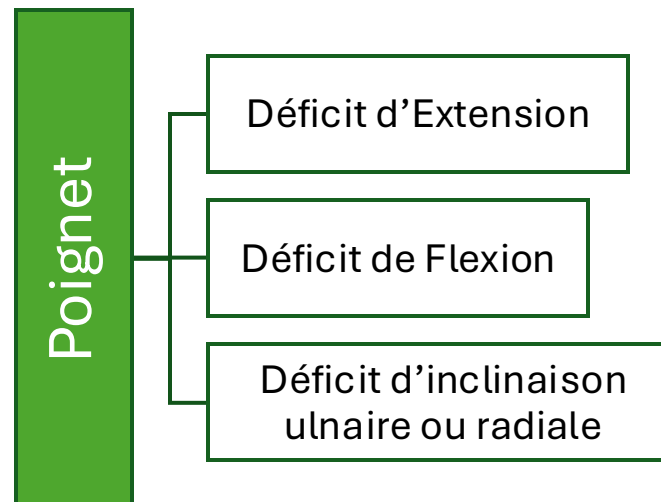 Poignet
Déficit d’Extension
Déficit de Flexion
Déficit d’inclinaison
ulnaire ou radiale